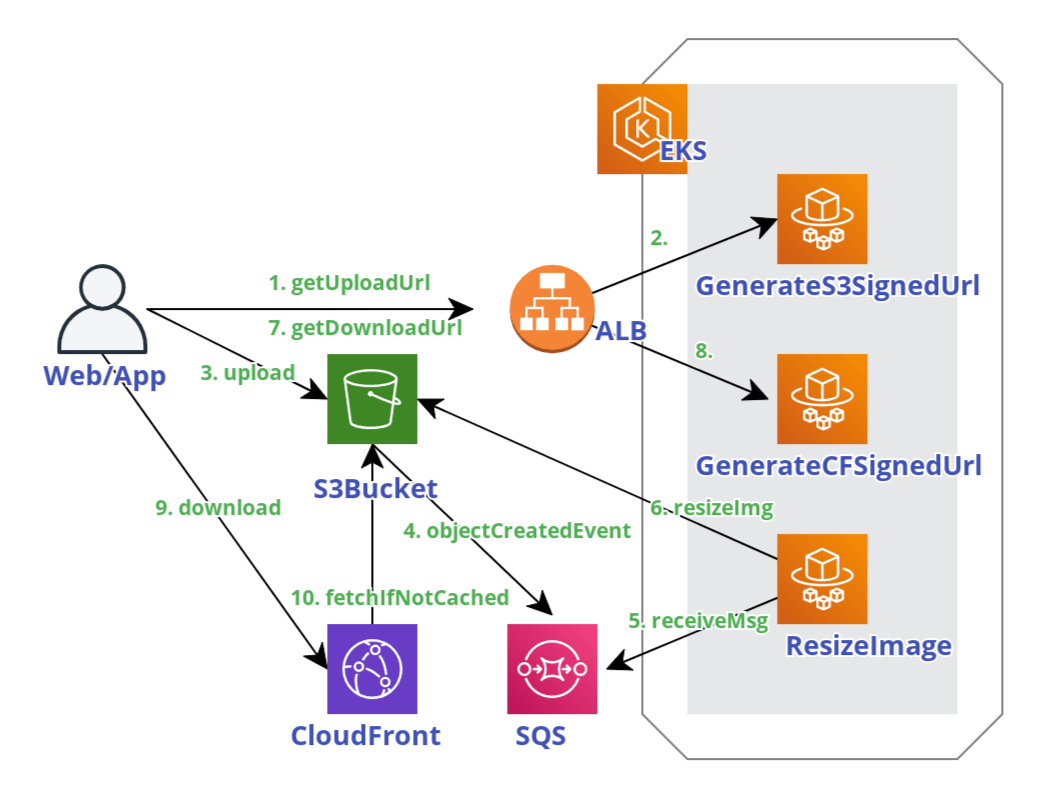 EKS
2.
GenerateS3SignedUrl
1. getUploadUrl
7. getDownloadUrl
ALB
8.
Web/App
3. upload
GenerateCFSignedUrl
S3Bucket
9. download
6. resizeImg
4. objectCreatedEvent
10. fetchIfNotCached
5. receiveMsg
ResizeImage
CloudFront
SQS